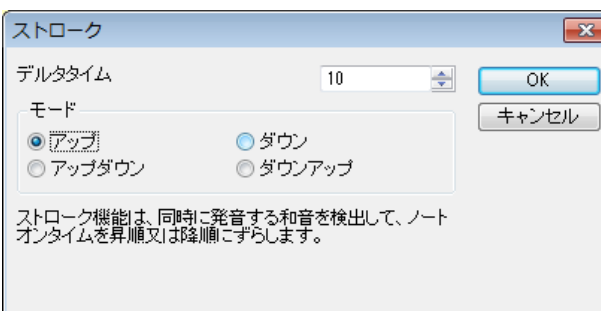 ストローク
デルタタイム 10 OK
モード キャンセル
アップ ダウン
アップダウン ダウンアップ
ストローク機能は、同時に発音する和音を検出して、ノート
オンタイムを昇順又は降順にずらします。